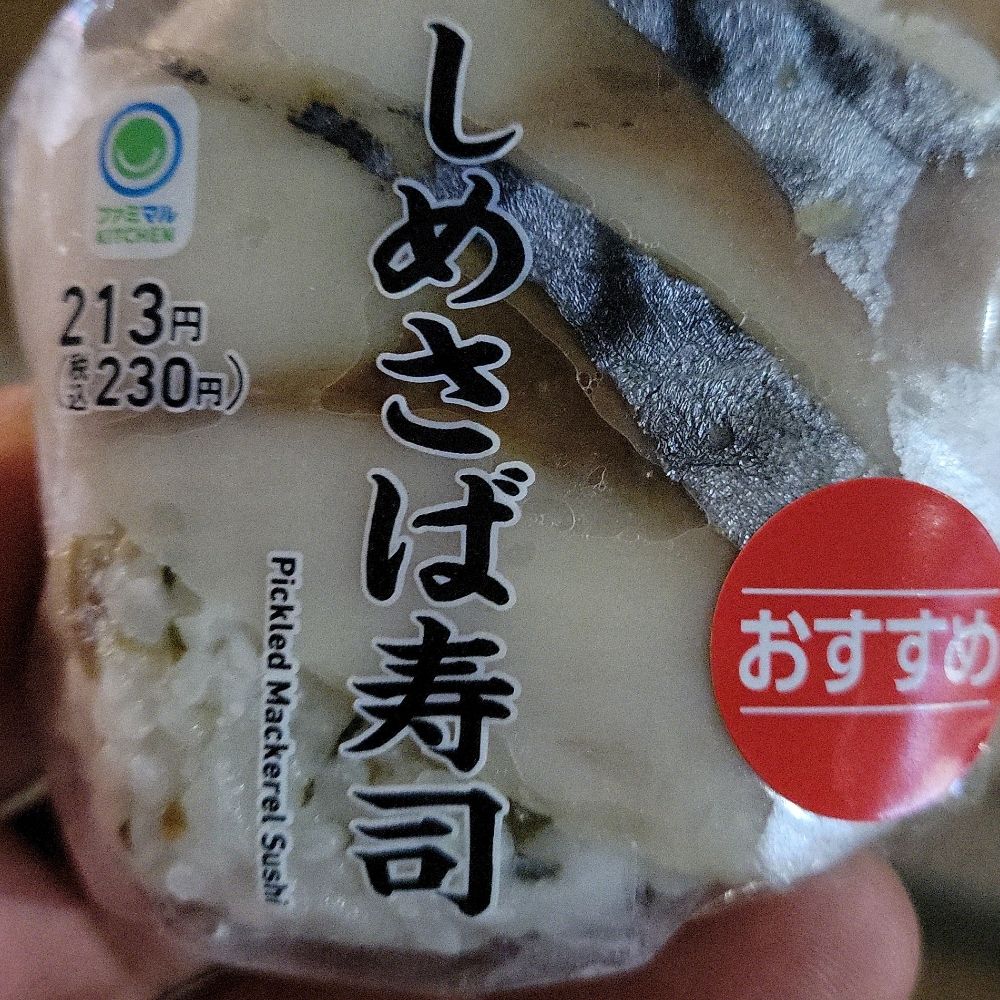 ファミマル
KITCHEN
213円
(税込230円)
しめさば寿司
Pickled Mackerel Sushi
おすすめ